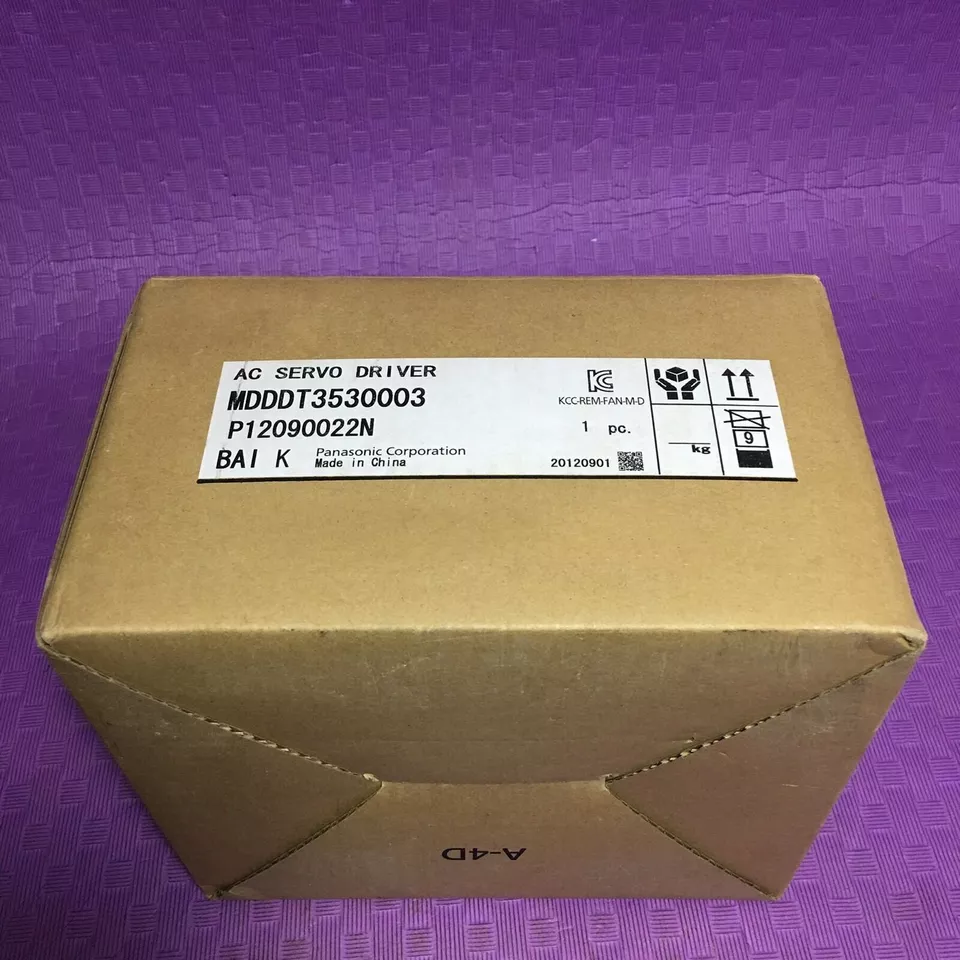 AC SERVO DRIVER
MDDDT3530003
KCC-REM-FAN-M-D
P12090022N
1 pc.
9
BAI K
Panasonic Corporation
Made in China
20120901
kg
A-4D